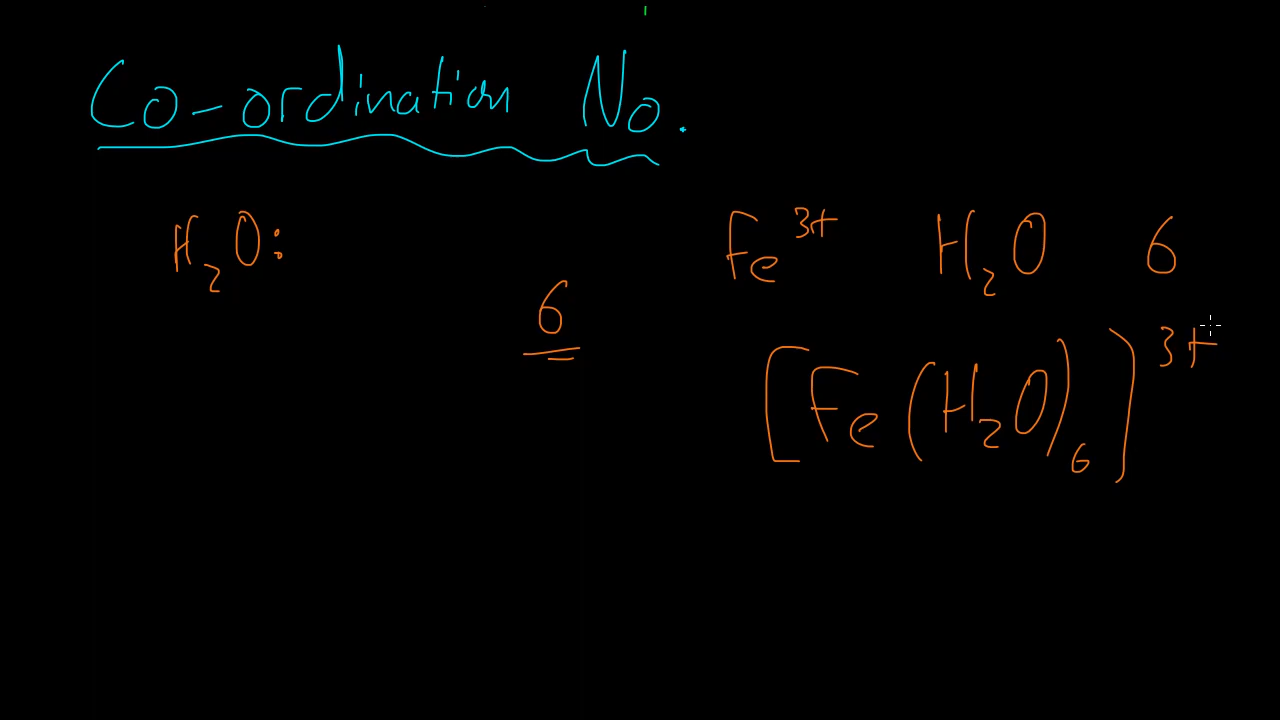 Co-ordination No.
H₂O:
Fe³⁺ H₂O 6
6
[Fe(H₂O)₆]³⁺